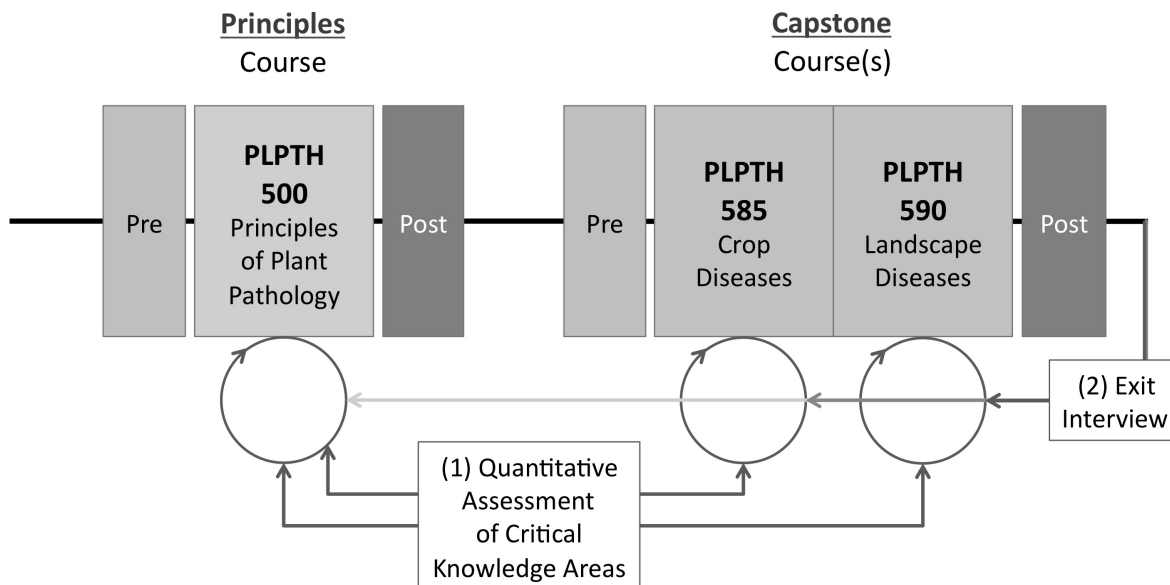 Principles
Course
Capstone
Course(s)
Pre
PLPTH
500
Principles
of Plant
Pathology
Post
Pre
PLPTH
585
Crop
Diseases
PLPTH
590
Landscape
Diseases
Post
(2) Exit
Interview
(1) Quantitative
Assessment
of Critical
Knowledge Areas